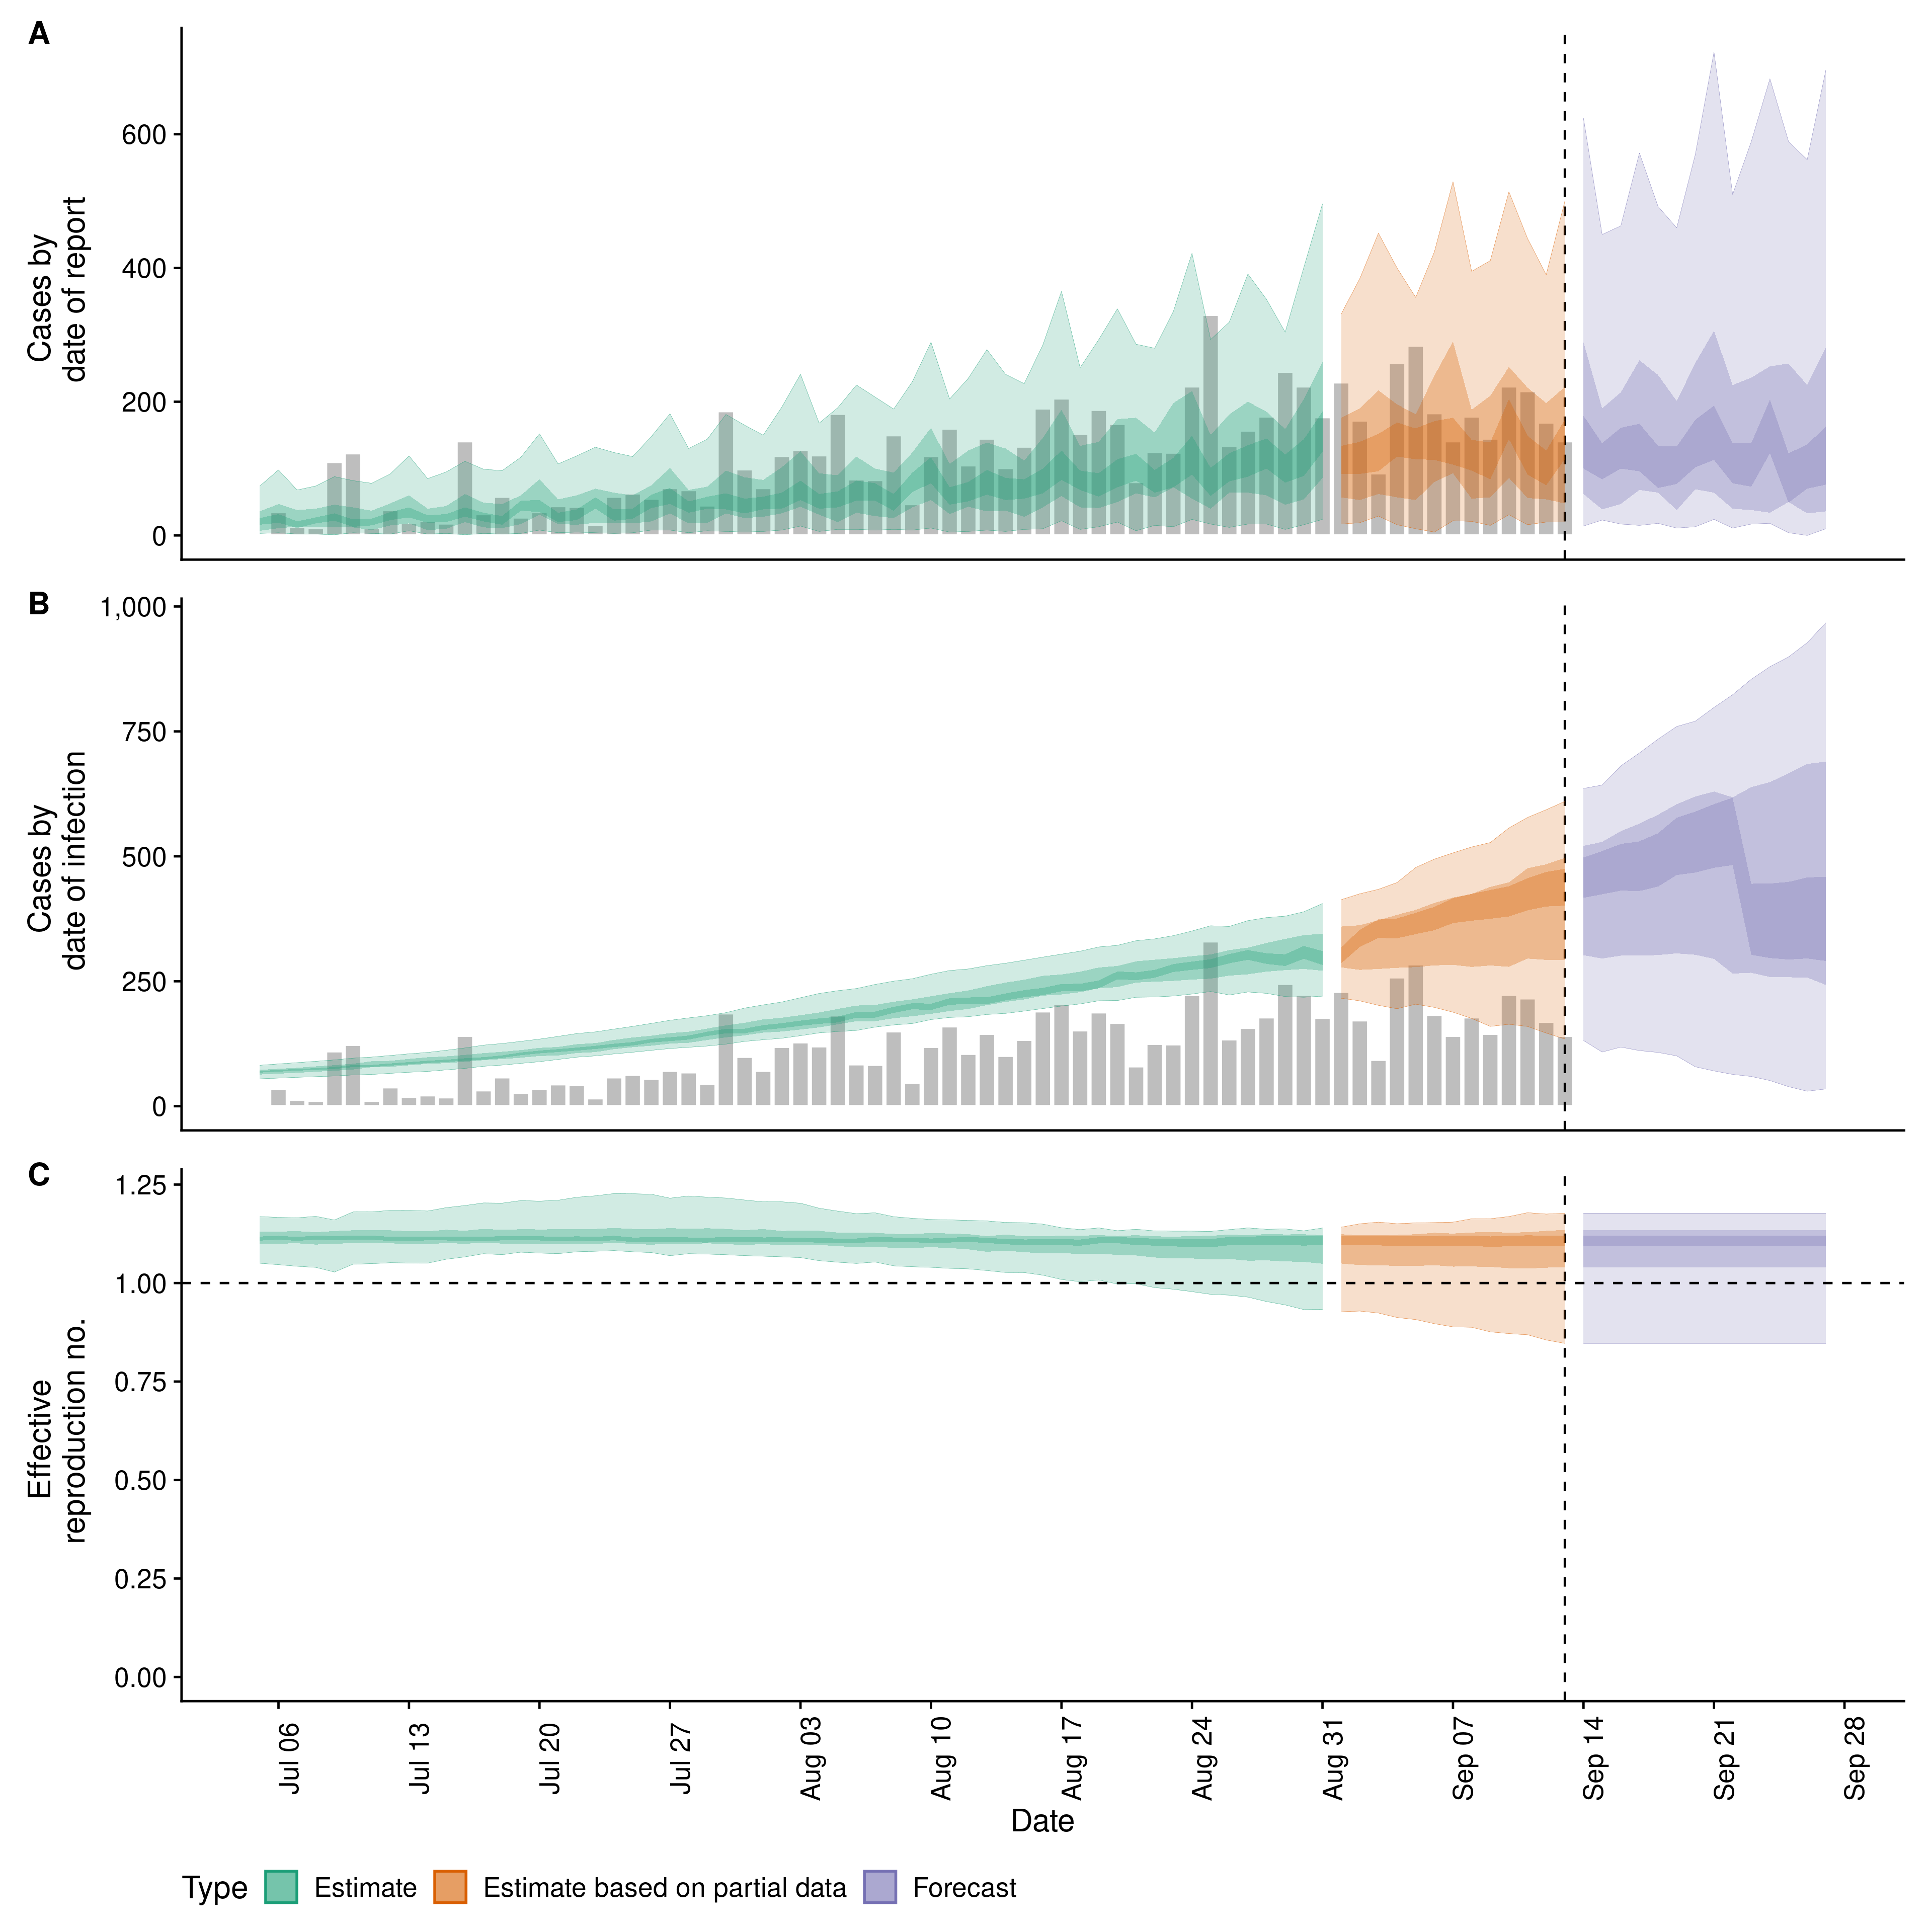 A
Cases by
date of report
600
400
200
0
B
Cases by
date of infection
1,000
750
500
250
0
C
Effective
reproduction no.
1.25
1.00
0.75
0.50
0.25
0.00
Jul 06
Jul 13
Jul 20
Jul 27
Aug 03
Aug 10
Aug 17
Aug 24
Aug 31
Sep 07
Sep 14
Sep 21
Sep 28
Date
Type Estimate Estimate based on partial data Forecast